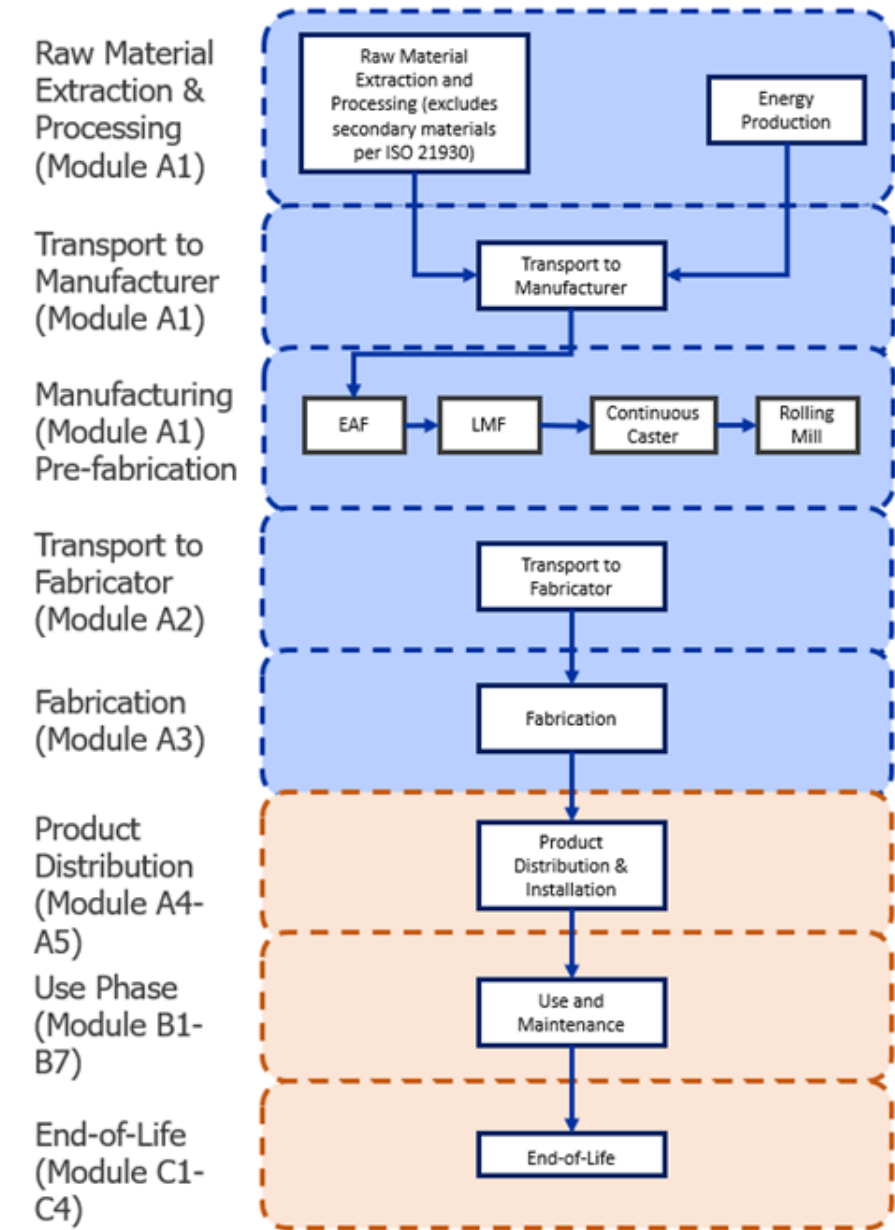 Raw Material
Extraction &
Processing
(Module A1)
Raw Material
Extraction and
Processing (excludes
secondary materials
per ISO 21930)
Energy
Production
Transport to
Manufacturer
(Module A1)
Transport to
Manufacturer
Manufacturing
(Module A1)
Pre-fabrication
EAF
LMF
Continuous
Caster
Rolling
Mill
Transport to
Fabricator
(Module A2)
Transport to
Fabricator
Fabrication
(Module A3)
Fabrication
Product
Distribution
(Module A4-
A5)
Product
Distribution &
Installation
Use Phase
(Module B1-
B7)
Use and
Maintenance
End-of-Life
(Module C1-
C4)
End-of-Life